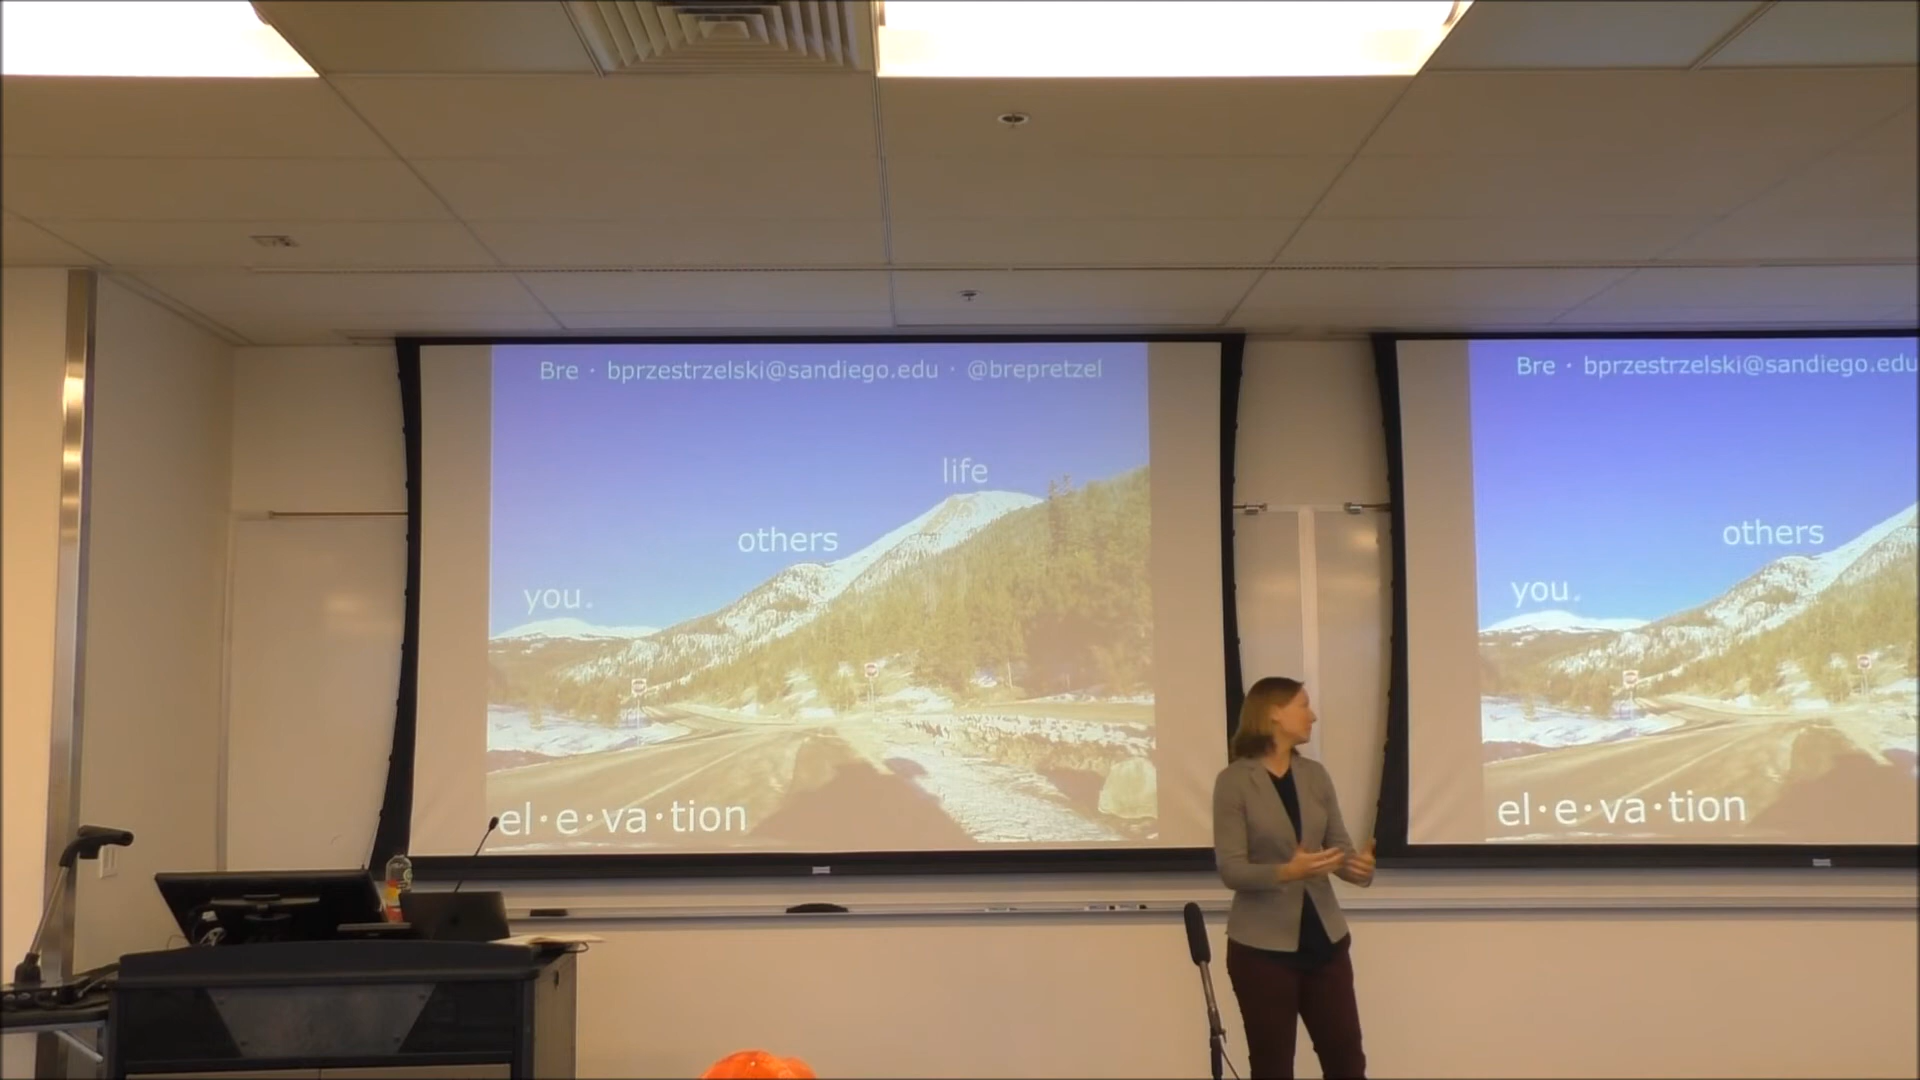 Bre · bprzestrzelski@sandiego.edu · @brepretzel
life
others
you.
el·e·va·tion
Bre · bprzestrzelski@sandiego.edu
others
you.
el·e·va·tion